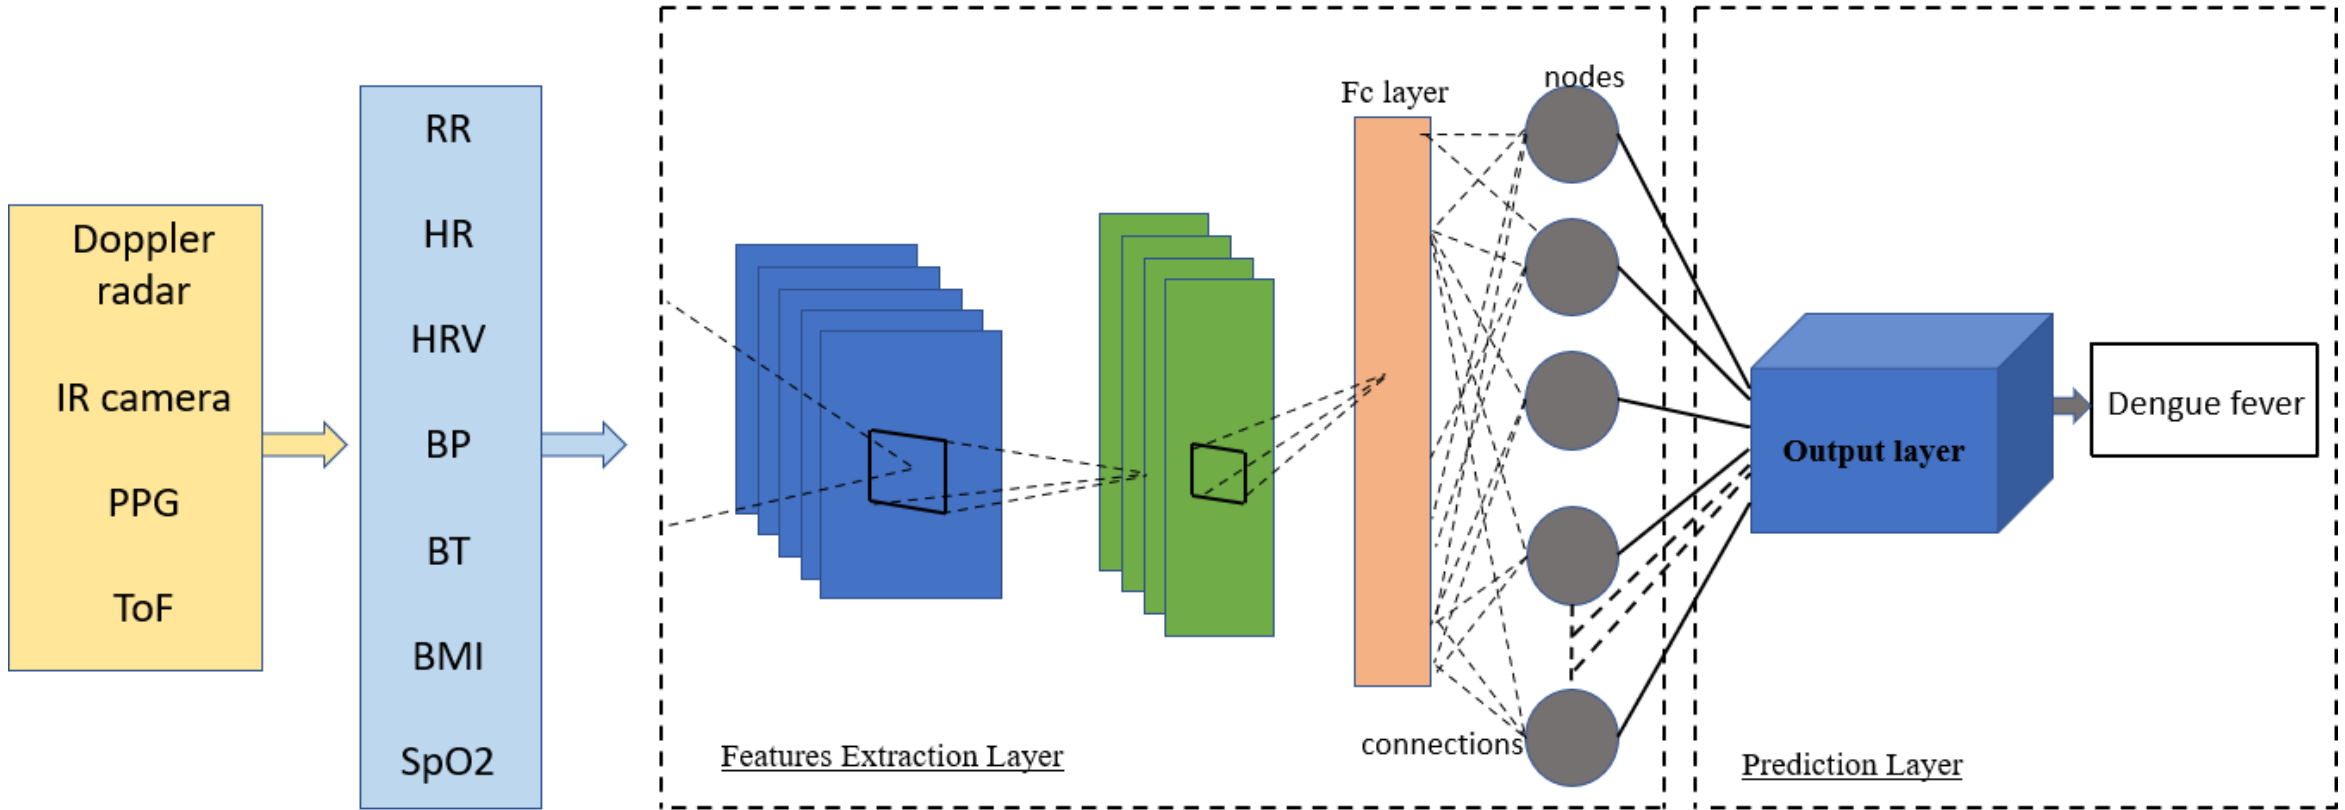 Doppler
radar
IR camera
PPG
ToF
RR
HR
HRV
BP
BT
BMI
SpO2
Features Extraction Layer
Fc layer
nodes
connections
Output layer
Prediction Layer
Dengue fever